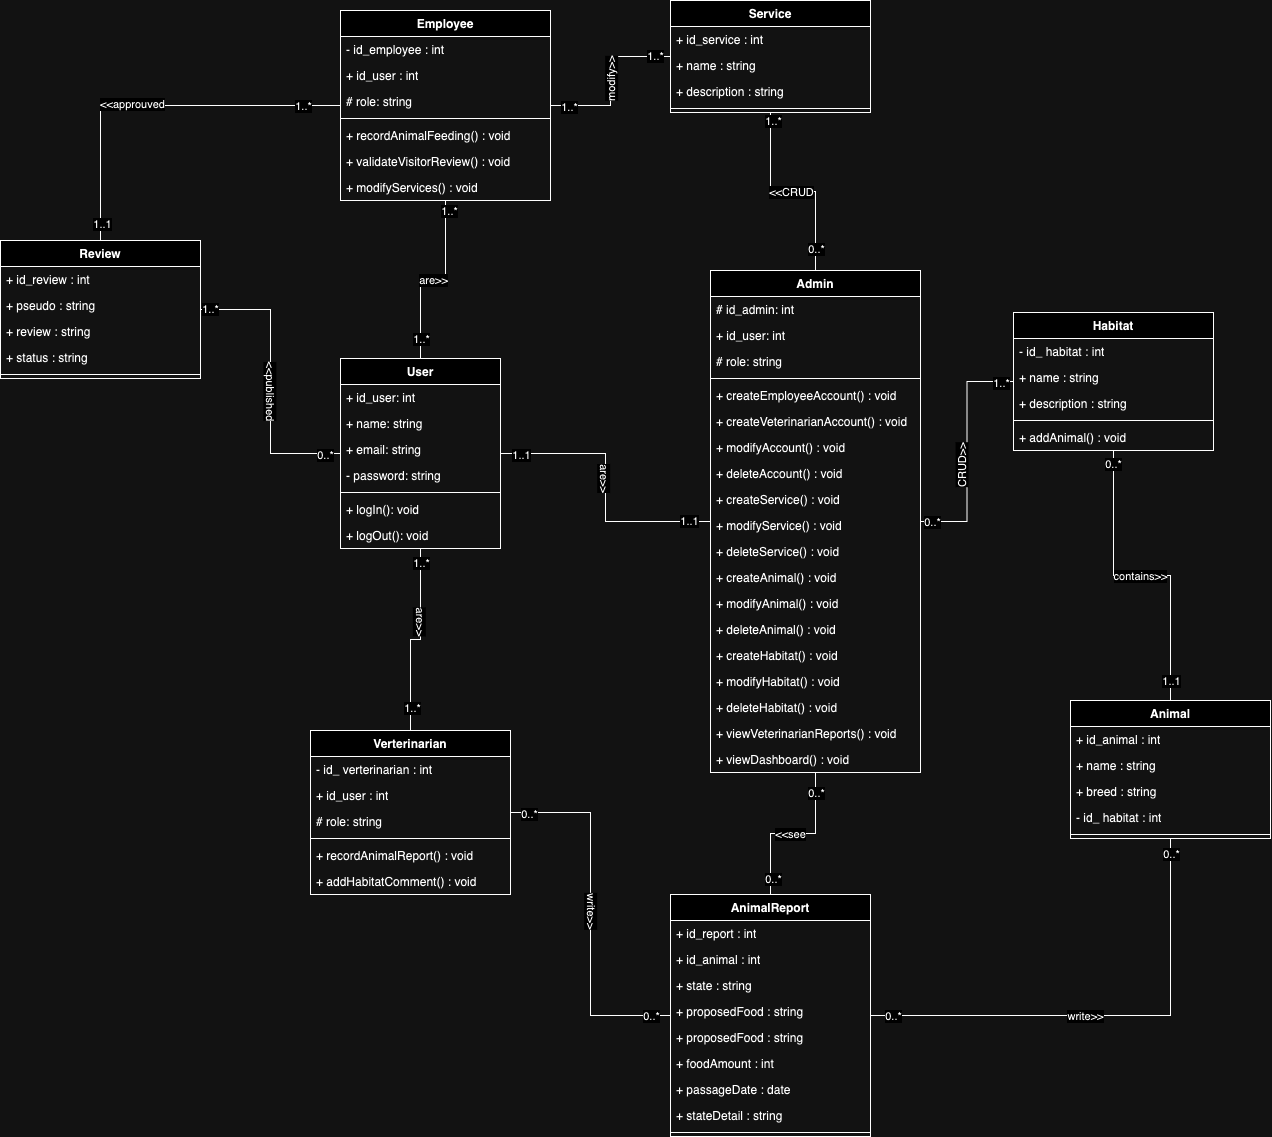 Employee
- id_employee : int
+ id_user : int
# role: string
+ recordAnimalFeeding() : void
+ validateVisitorReview() : void
+ modifyServices() : void
Service
+ id_service : int
+ name : string
+ description : string
1..*
modify>>
1..*
<<approuved
1..*
1..1
1..*
<<CRUD
0..*
1..*
are>>
1..*
Review
+ id_review : int
+ pseudo : string
+ review : string
+ status : string
1..*
<<published
0..*
User
+ id_user: int
+ name: string
+ email: string
- password: string
+ logIn(): void
+ logOut(): void
1..1
are>>
1..1
Admin
# id_admin: int
+ id_user: int
# role: string
+ createEmployeeAccount() : void
+ createVeterinarianAccount() : void
+ modifyAccount() : void
+ deleteAccount() : void
+ createService() : void
+ modifyService() : void
+ deleteService() : void
+ createAnimal() : void
+ modifyAnimal() : void
+ deleteAnimal() : void
+ createHabitat() : void
+ modifyHabitat() : void
+ deleteHabitat() : void
+ viewVeterinarianReports() : void
+ viewDashboard() : void
Habitat
- id_ habitat : int
+ name : string
+ description : string
+ addAnimal() : void
1..*
CRUD>>
0..*
0..*
contains>>
1..1
1..*
are>>
1..*
Verterinarian
- id_ verterinarian : int
+ id_user : int
# role: string
+ recordAnimalReport() : void
+ addHabitatComment() : void
0..*
write>>
0..*
Animal
+ id_animal : int
+ name : string
+ breed : string
- id_ habitat : int
0..*
0..*
<<see
0..*
AnimalReport
+ id_report : int
+ id_animal : int
+ state : string
+ proposedFood : string
+ proposedFood : string
+ foodAmount : int
+ passageDate : date
+ stateDetail : string
0..*
write>>